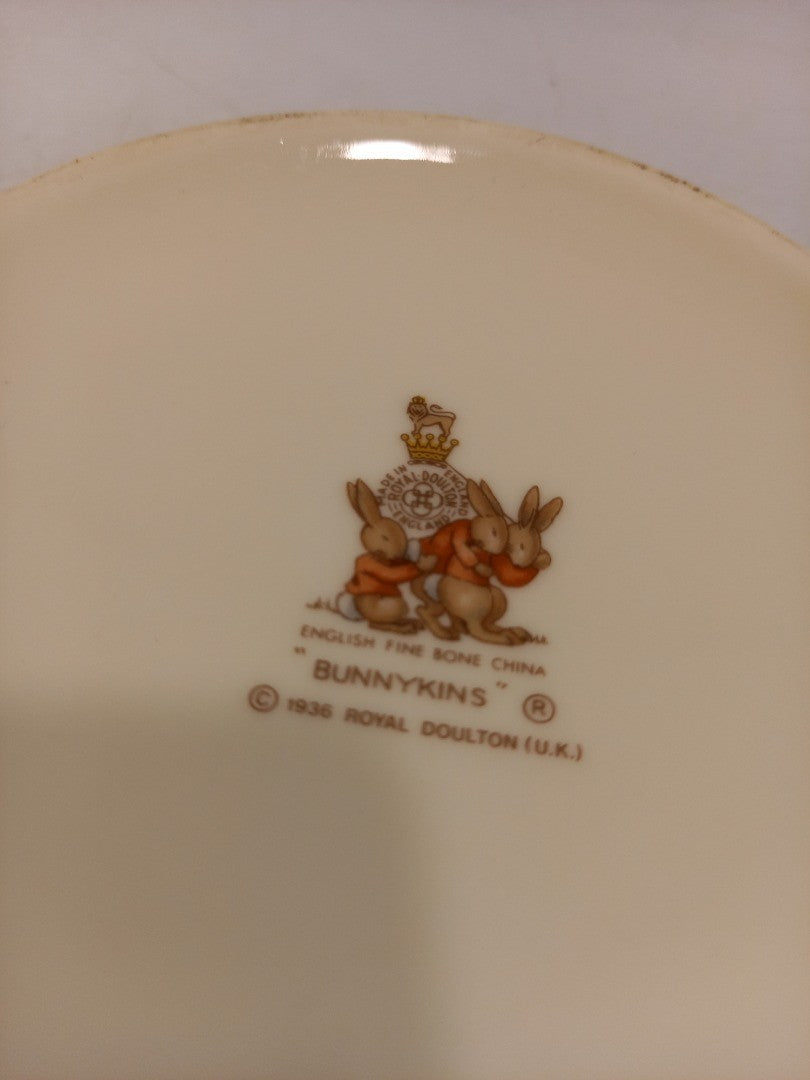 MADE IN ENGLAND
ROYAL·DOULTON
ENGLAND
ENGLISH FINE BONE CHINA
"BUNNYKINS" ®
© 1936 ROYAL DOULTON (U.K.)